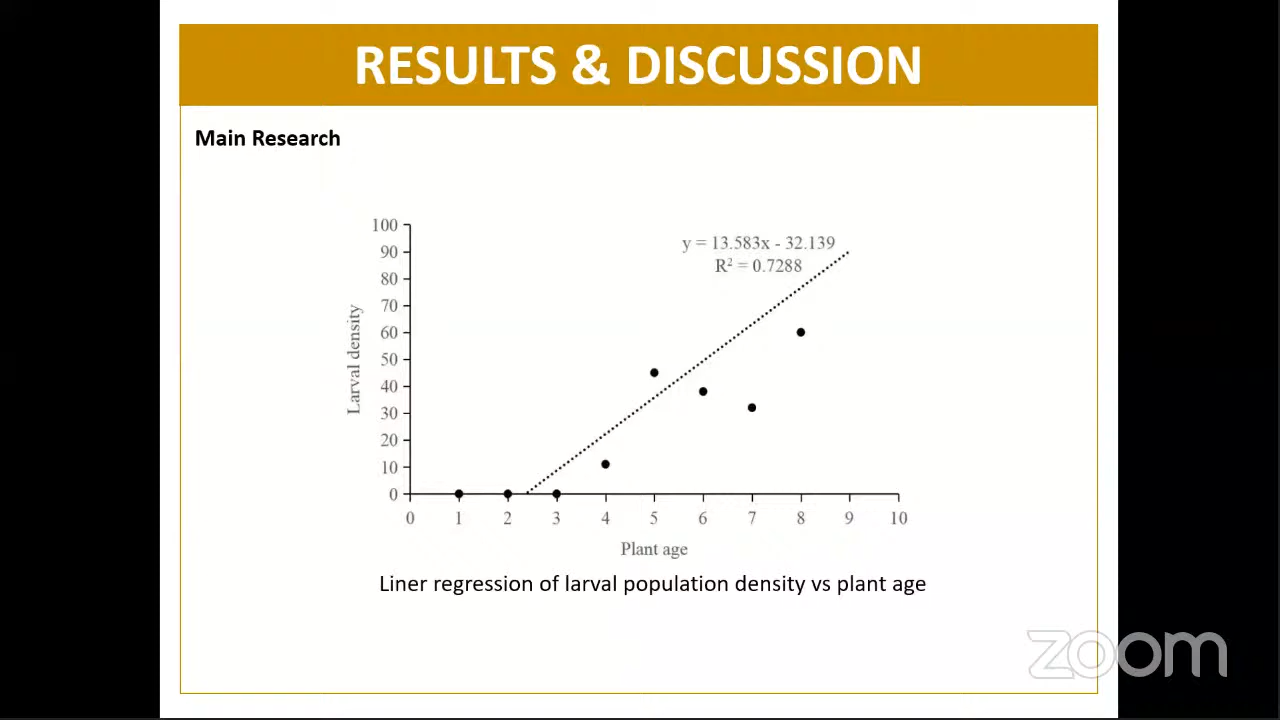 RESULTS & DISCUSSION
Main Research
100
90
80
70
60
50
40
30
20
10
0
Larval density
y = 13.583x - 32.139
R² = 0.7288
0 1 2 3 4 5 6 7 8 9 10
Plant age
Liner regression of larval population density vs plant age
zoom